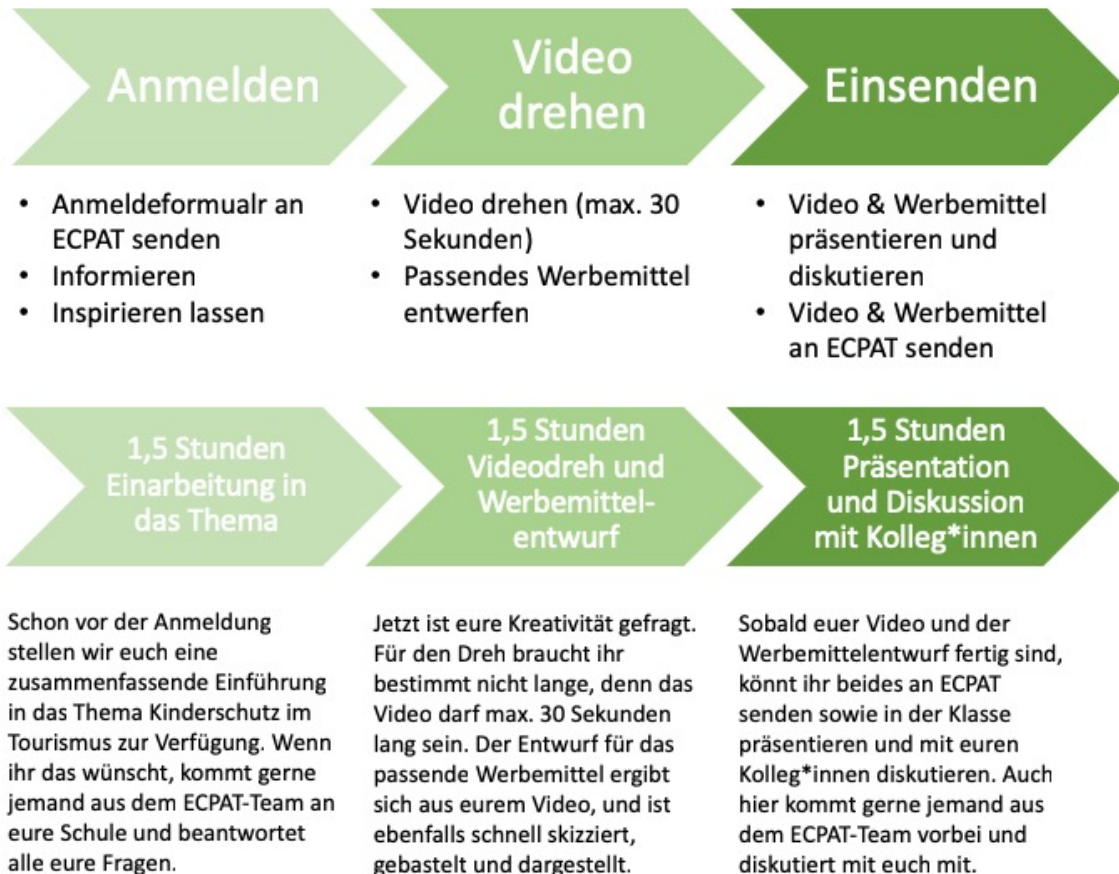 Anmelden
Video
drehen
Einsenden
• Anmeldeformualr an
ECPAT senden
• Informieren
• Inspirieren lassen
• Video drehen (max. 30
Sekunden)
• Passendes Werbemittel
entwerfen
• Video & Werbemittel
präsentieren und
diskutieren
• Video & Werbemittel
an ECPAT senden
1,5 Stunden
Einarbeitung in
das Thema
1,5 Stunden
Videodreh und
Werbemittel-
entwurf
1,5 Stunden
Präsentation
und Diskussion
mit Kolleg*innen
Schon vor der Anmeldung
stellen wir euch eine
zusammenfassende Einführung
in das Thema Kinderschutz im
Tourismus zur Verfügung. Wenn
ihr das wünscht, kommt gerne
jemand aus dem ECPAT-Team an
eure Schule und beantwortet
alle eure Fragen.
Jetzt ist eure Kreativität gefragt.
Für den Dreh braucht ihr
bestimmt nicht lange, denn das
Video darf max. 30 Sekunden
lang sein. Der Entwurf für das
passende Werbemittel ergibt
sich aus eurem Video, und ist
ebenfalls schnell skizziert,
gebastelt und dargestellt.
Sobald euer Video und der
Werbemittelentwurf fertig sind,
könnt ihr beides an ECPAT
senden sowie in der Klasse
präsentieren und mit euren
Kolleg*innen diskutieren. Auch
hier kommt gerne jemand aus
dem ECPAT-Team vorbei und
diskutiert mit euch mit.